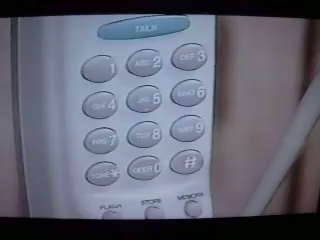 TALK
1 ABC 2 DEF 3
GHI 4 JKL 5 MNO 6
PRS 7 TUV 8 WXY 9
TONE * OPER 0 #
FLASH STORE MEMORY